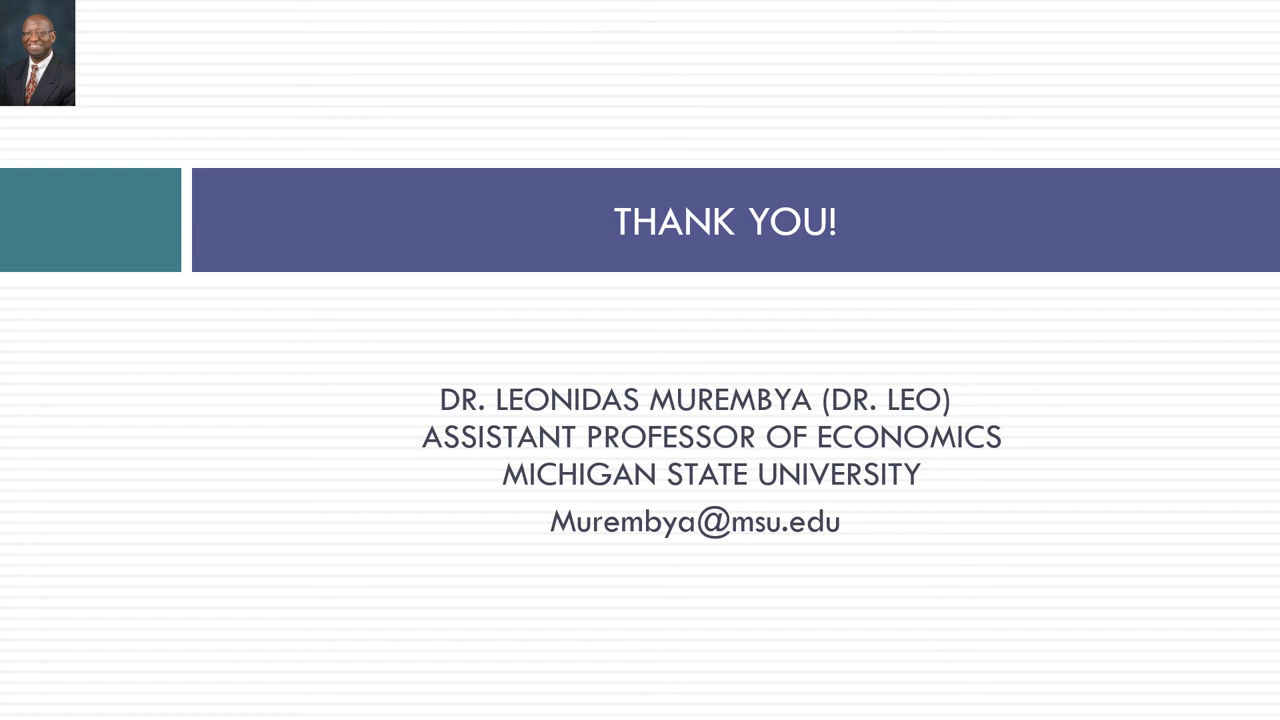 THANK YOU!
DR. LEONIDAS MUREMBYA (DR. LEO)
ASSISTANT PROFESSOR OF ECONOMICS
MICHIGAN STATE UNIVERSITY
Murembya@msu.edu